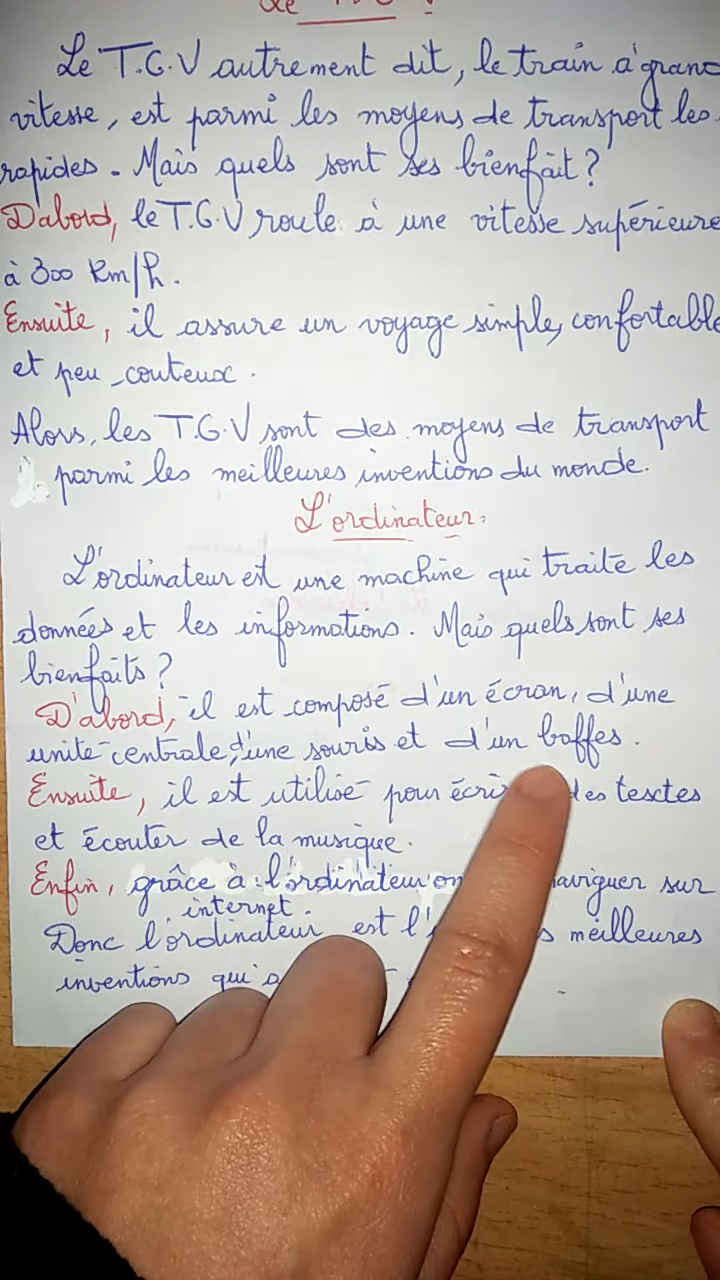 Le T.G.V autrement dit, le train à grand
vitesse, est parmi les moyens de transport les
rapides. Mais quels sont ses bienfait?
D'abord, le T.G.V roule à une vitesse supérieure
à 300 Km/h.
Ensuite, il assure un voyage simple, confortable
et peu couteux.
Alors, les T.G.V sont des moyens de transport
parmi les meilleures inventions du monde.
L'ordinateur.
L'ordinateur est une machine qui traite les
données et les informations. Mais quels sont ses
bienfaits?
D'abord, il est composé d'un écran, d'une
unité centrale, d'une souris et d'un baffes.
Ensuite, il est utilisé pour des textes
et écouter de la musique.
Enfin, grâce à l'ordinateur on naviguer sur
internet.
Donc l'ordinateur est meilleures
inventions